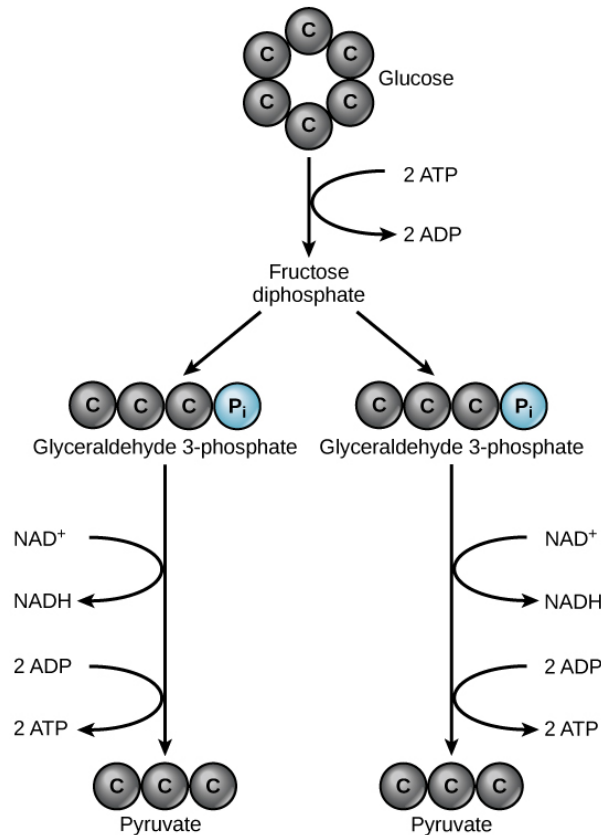 C
C
C
C
C
C
Glucose
2 ATP
2 ADP
Fructose
diphosphate
C C C Pi
Glyceraldehyde 3-phosphate
C C C Pi
Glyceraldehyde 3-phosphate
NAD+
NADH
2 ADP
2 ATP
NAD+
NADH
2 ADP
2 ATP
C C C
Pyruvate
C C C
Pyruvate